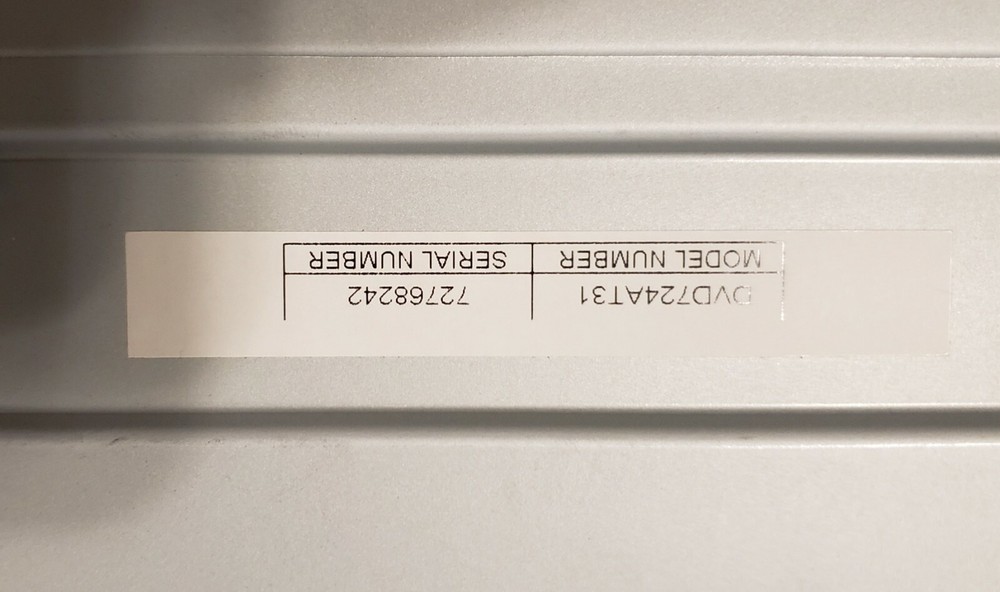 MODEL NUMBER SERIAL NUMBER
DVD724AT31 72768242